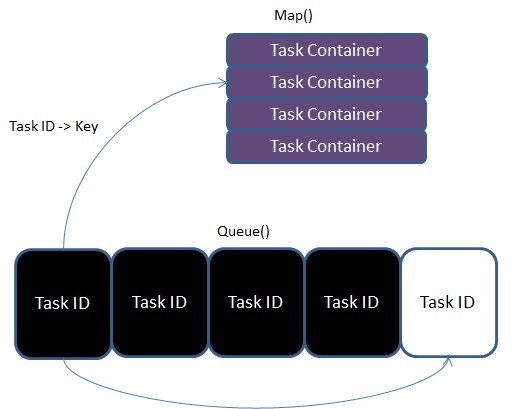 Map()
Task Container
Task Container
Task Container
Task Container
Task ID -> Key
Queue()
Task ID
Task ID
Task ID
Task ID
Task ID